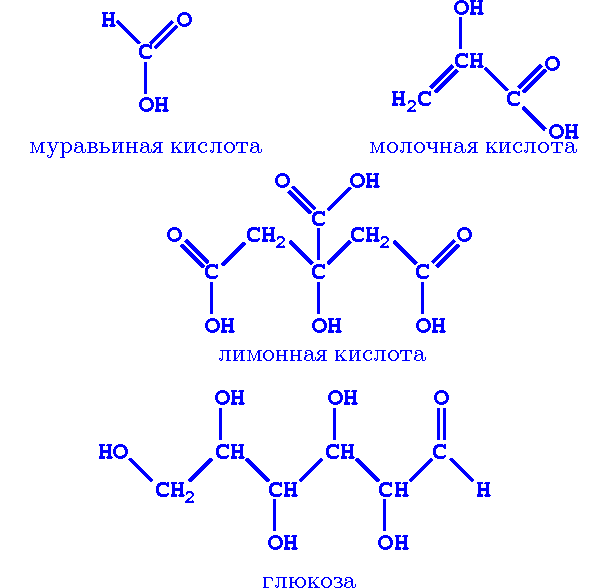 H O OH
C CH O
OH H2C C
муравьиная кислота OH
молочная кислота
O OH
C
O CH2 CH2 O
C C C
OH OH OH
лимонная кислота
OH OH O
HO CH CH C
CH2 CH CH H
OH OH
глюкоза